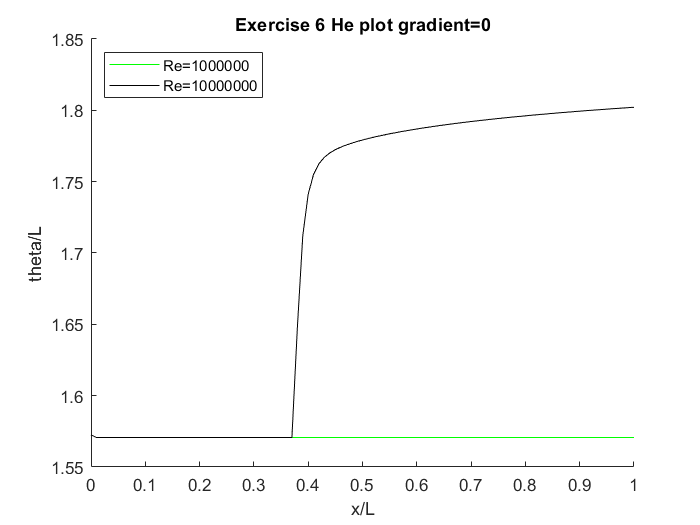 Exercise 6 He plot gradient=0
1.85
1.8
1.75
1.7
1.65
1.6
1.55
theta/L
Re=1000000
Re=10000000
0 0.1 0.2 0.3 0.4 0.5 0.6 0.7 0.8 0.9 1
x/L